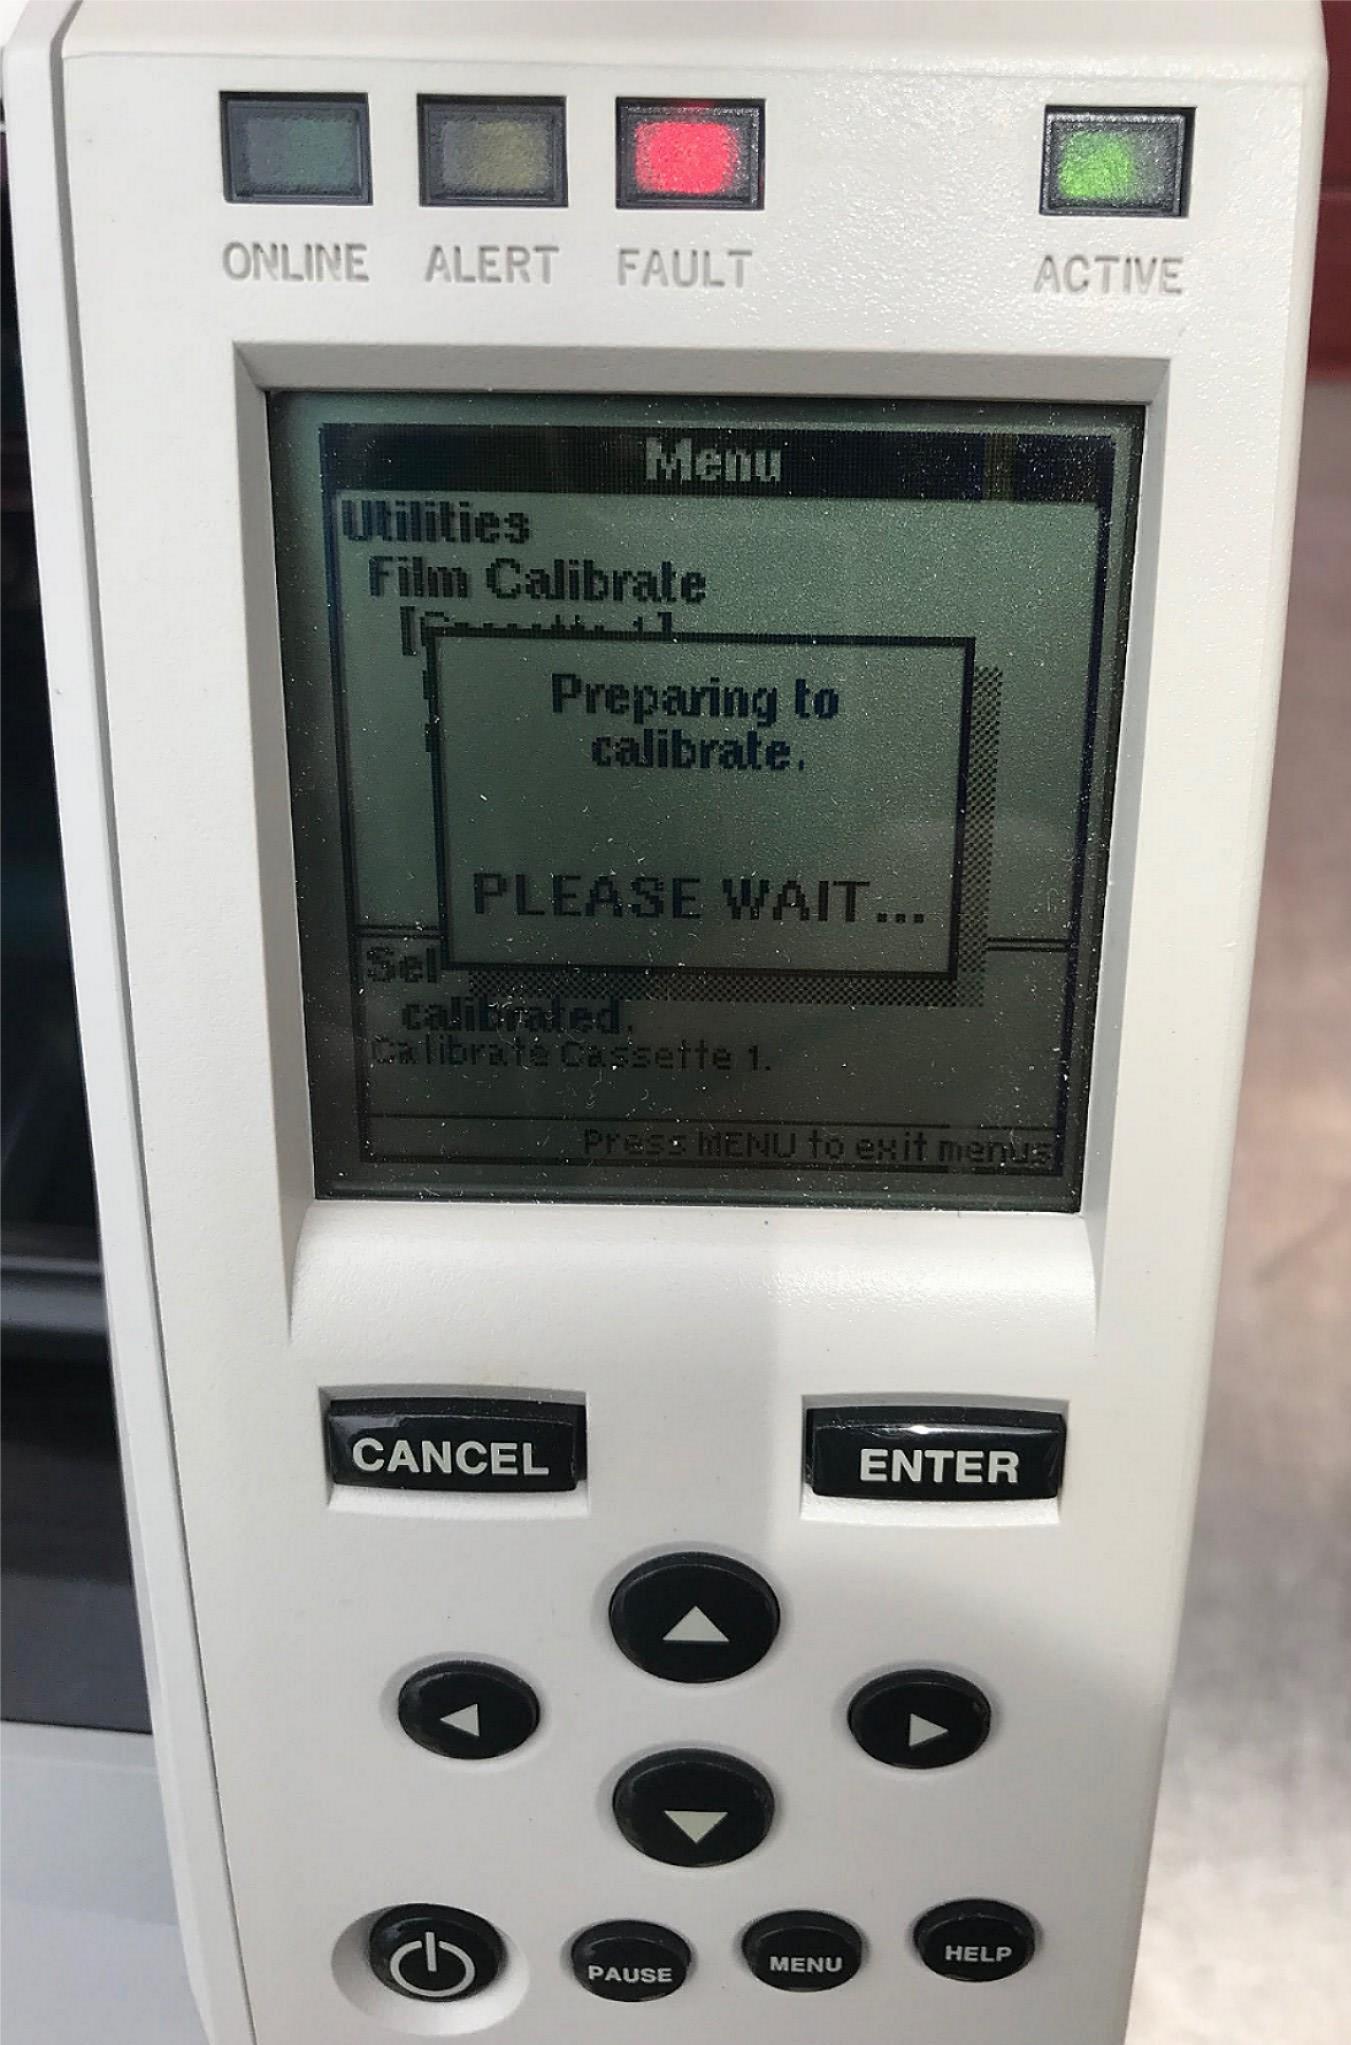 ONLINE ALERT FAULT ACTIVE
Menu
Utilities
Film Calibrate
Preparing to
calibrate.
PLEASE WAIT...
calibrated.
Calibrate Cassette 1.
Press MENU to exit menus
CANCEL ENTER
PAUSE MENU HELP